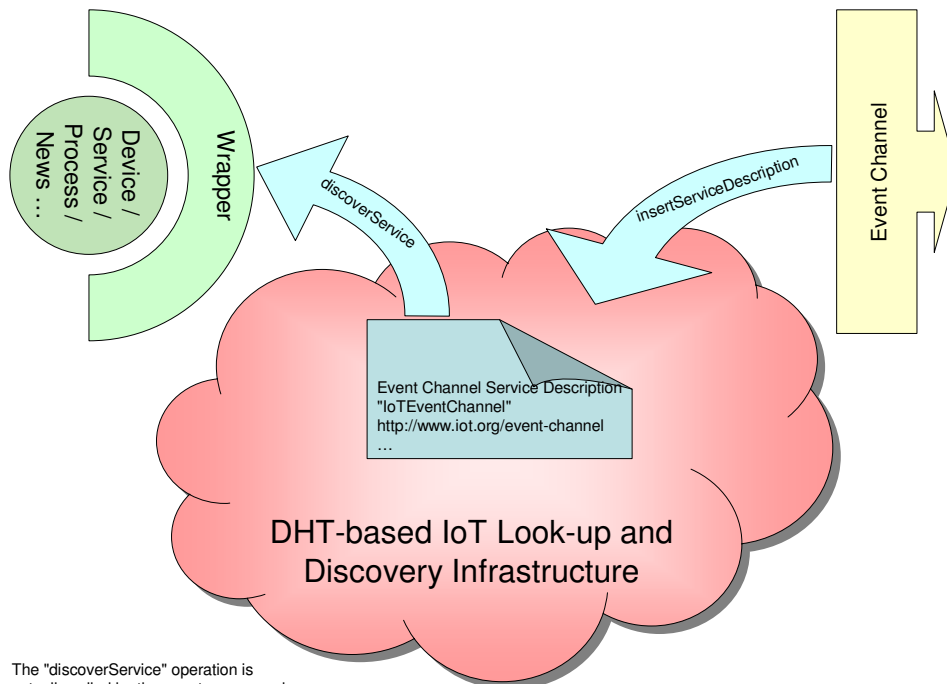 Device /
Service /
Process /
News …
Wrapper
discoverService
insertServiceDescription
Event Channel
Event Channel Service Description
"IoTEventChannel"
http://www.iot.org/event-channel
…
DHT-based IoT Look-up and
Discovery Infrastructure
The "discoverService" operation is